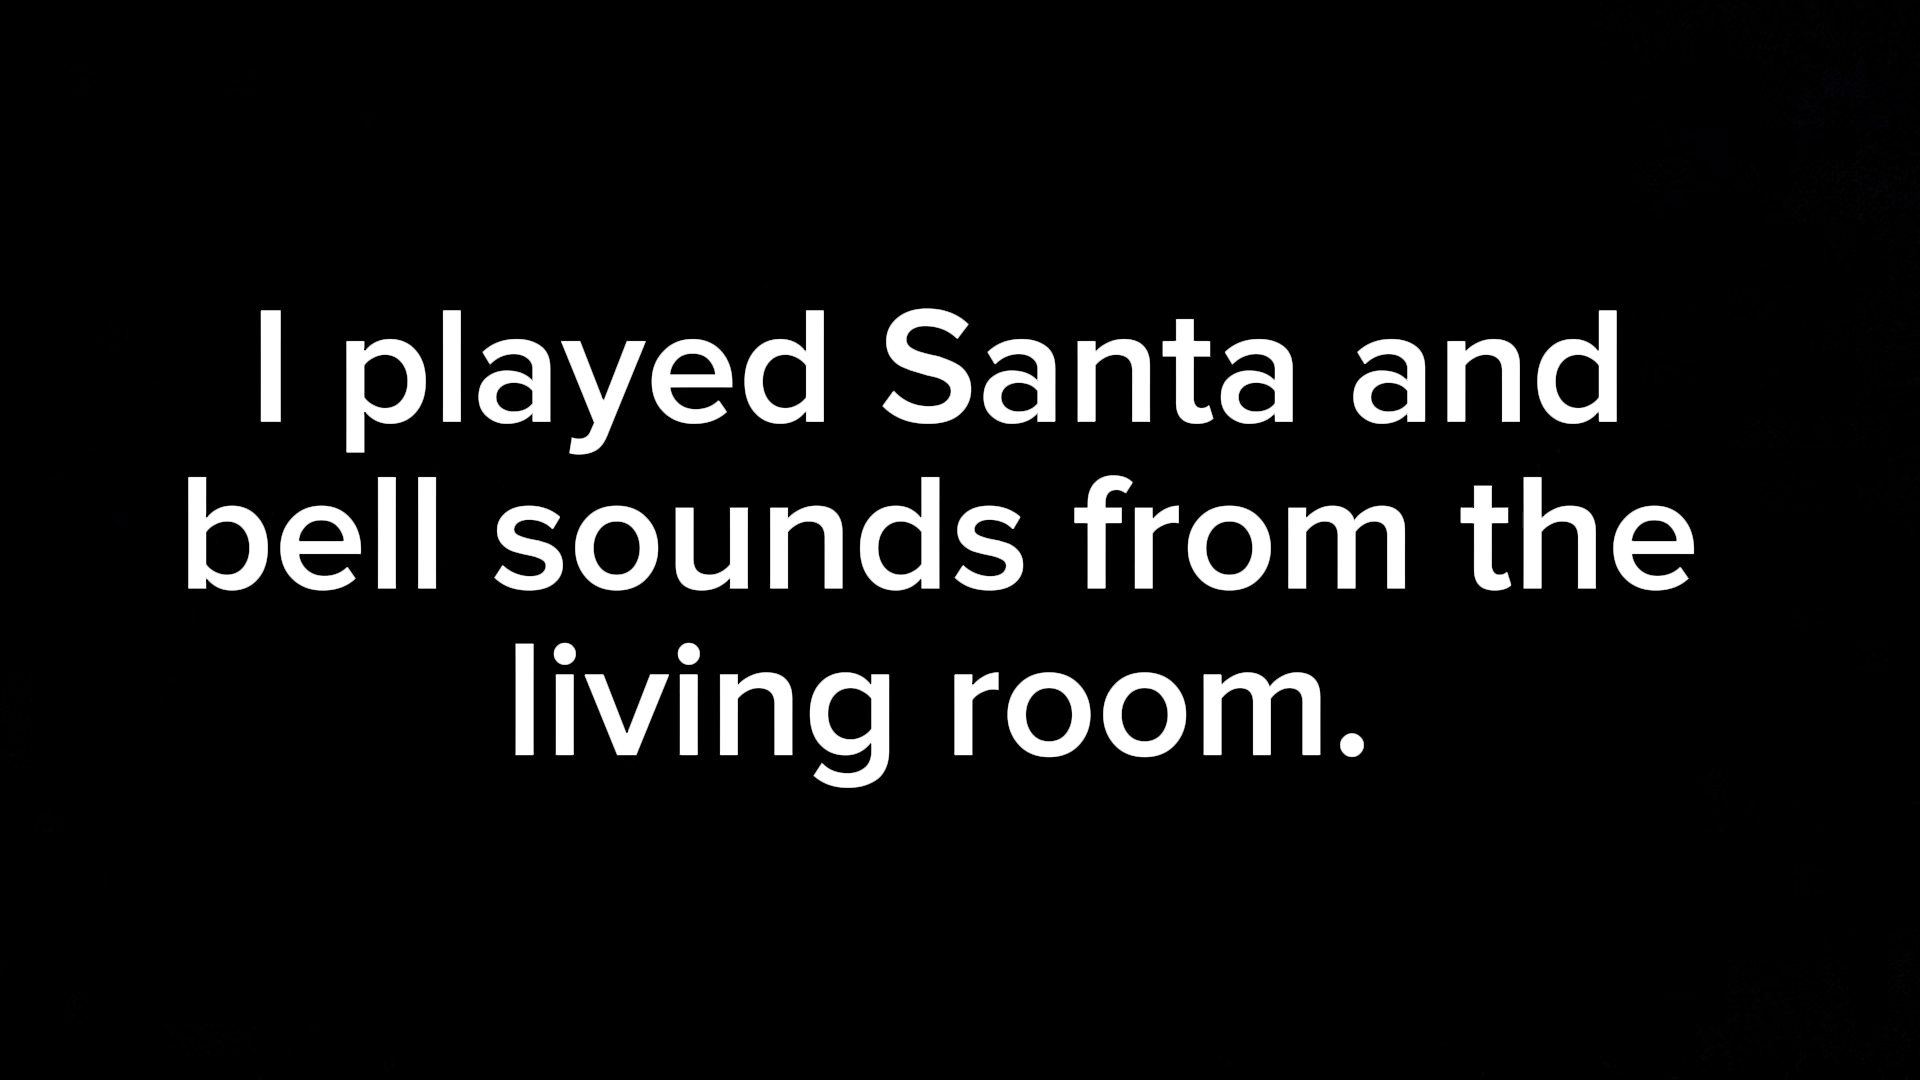 I played Santa and
bell sounds from the
living room.